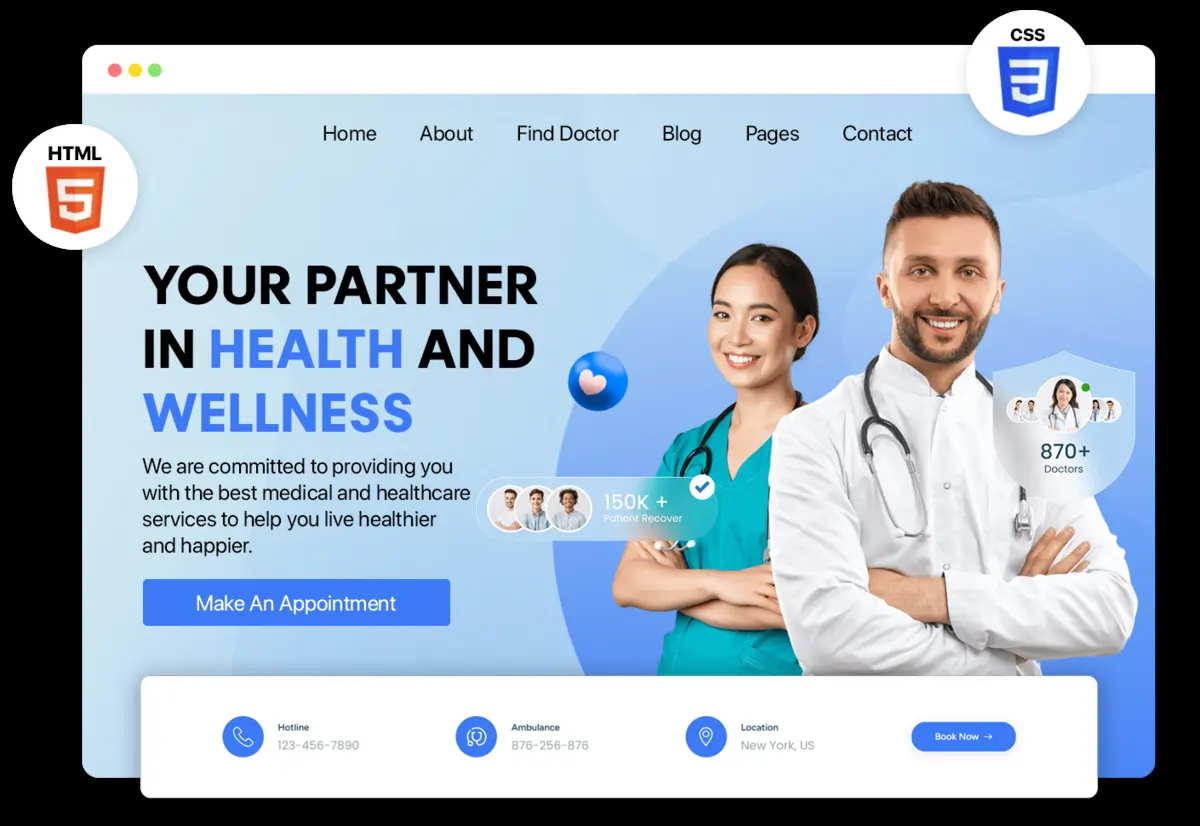 CSS
3
HTML
5
Home About Find Doctor Blog Pages Contact
YOUR PARTNER
IN HEALTH AND
WELLNESS
We are committed to providing you
with the best medical and healthcare
services to help you live healthier
and happier.
Make An Appointment
150K +
Patient Recover
870+
Doctors
Hotline
123-456-7890
Ambulance
876-256-876
Location
New York, US
Book Now →